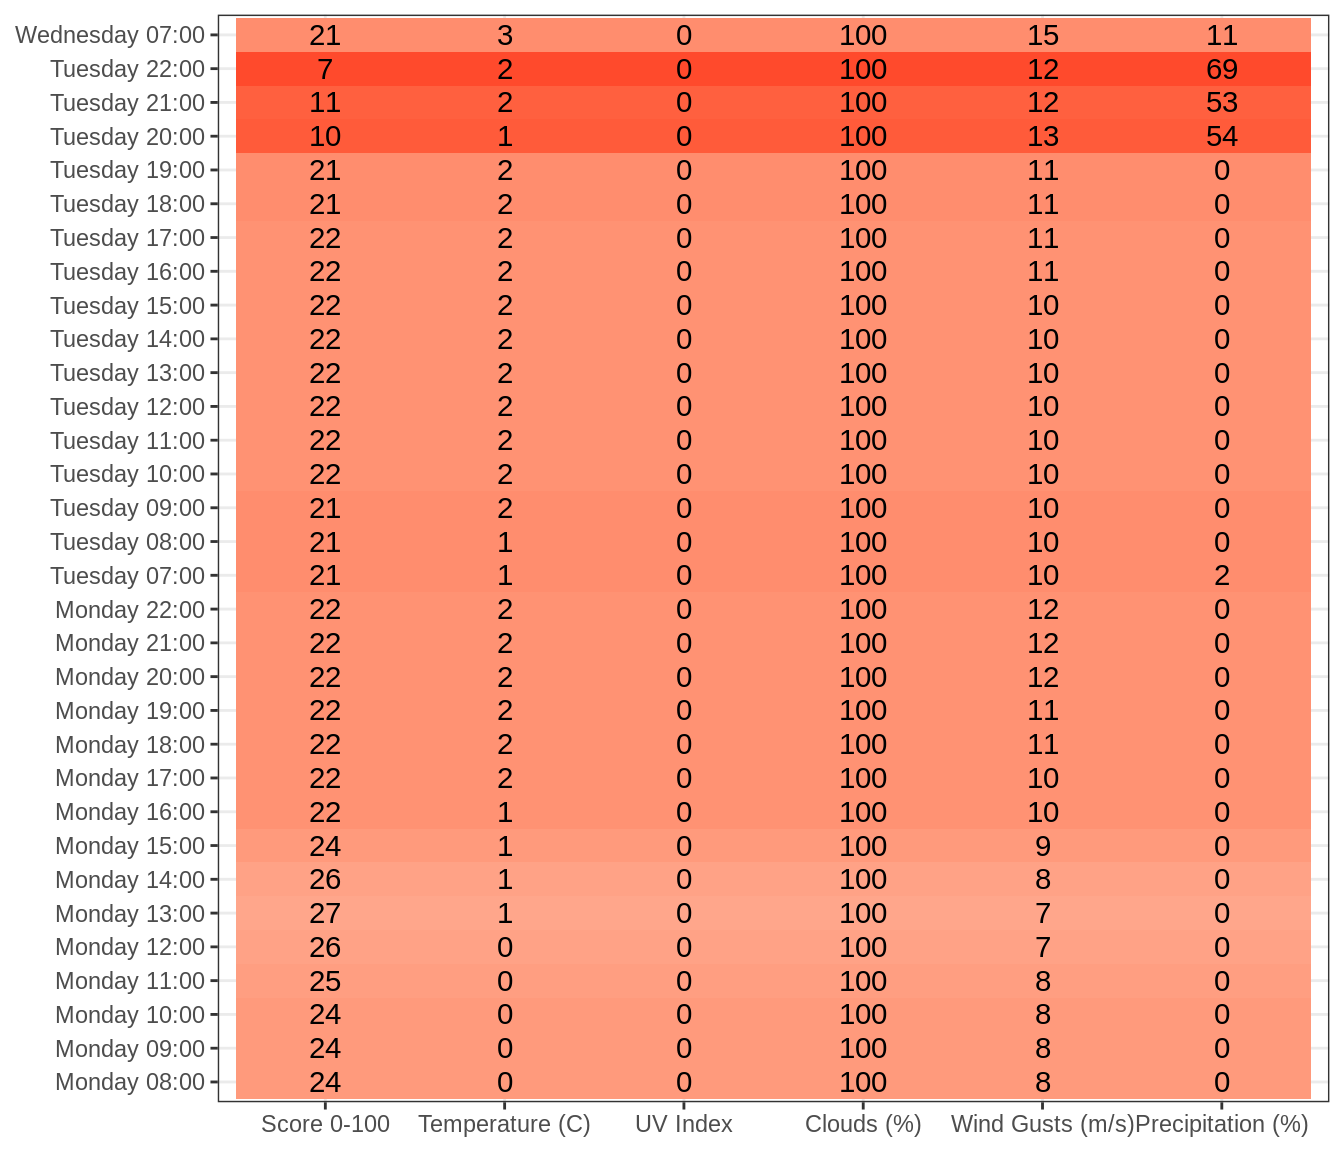 Wednesday 07:00 21 3 0 100 15 11
Tuesday 22:00 7 2 0 100 12 69
Tuesday 21:00 11 2 0 100 12 53
Tuesday 20:00 10 1 0 100 13 54
Tuesday 19:00 21 2 0 100 11 0
Tuesday 18:00 21 2 0 100 11 0
Tuesday 17:00 22 2 0 100 11 0
Tuesday 16:00 22 2 0 100 11 0
Tuesday 15:00 22 2 0 100 10 0
Tuesday 14:00 22 2 0 100 10 0
Tuesday 13:00 22 2 0 100 10 0
Tuesday 12:00 22 2 0 100 10 0
Tuesday 11:00 22 2 0 100 10 0
Tuesday 10:00 22 2 0 100 10 0
Tuesday 09:00 21 2 0 100 10 0
Tuesday 08:00 21 1 0 100 10 0
Tuesday 07:00 21 1 0 100 10 2
Monday 22:00 22 2 0 100 12 0
Monday 21:00 22 2 0 100 12 0
Monday 20:00 22 2 0 100 12 0
Monday 19:00 22 2 0 100 11 0
Monday 18:00 22 2 0 100 11 0
Monday 17:00 22 2 0 100 10 0
Monday 16:00 22 1 0 100 10 0
Monday 15:00 24 1 0 100 9 0
Monday 14:00 26 1 0 100 8 0
Monday 13:00 27 1 0 100 7 0
Monday 12:00 26 0 0 100 7 0
Monday 11:00 25 0 0 100 8 0
Monday 10:00 24 0 0 100 8 0
Monday 09:00 24 0 0 100 8 0
Monday 08:00 24 0 0 100 8 0
Score 0-100 Temperature (C) UV Index Clouds (%) Wind Gusts (m/s) Precipitation (%)